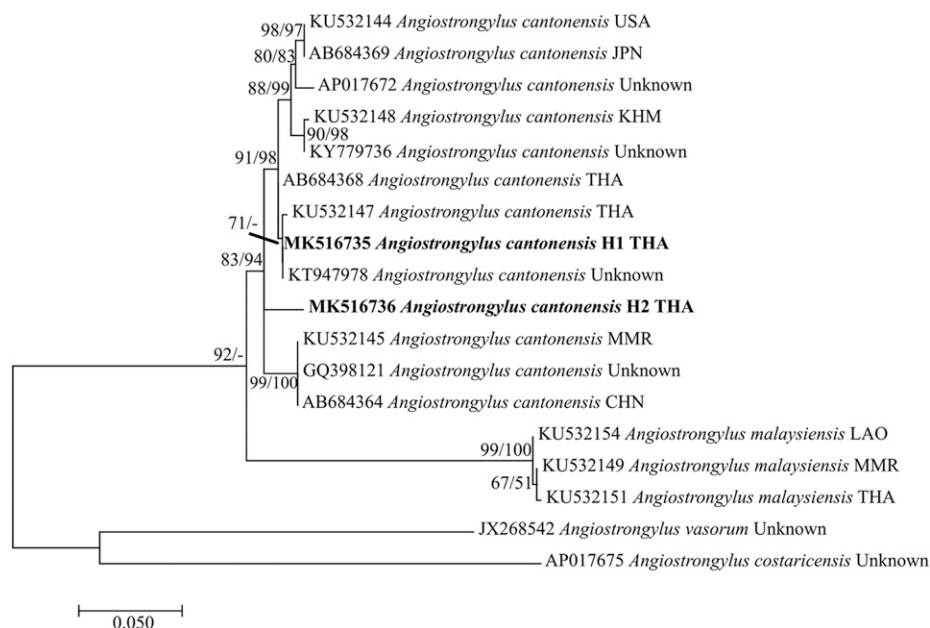 KU532144 Angiostrongylus cantonensis USA
98/97
AB684369 Angiostrongylus cantonensis JPN
80/83
AP017672 Angiostrongylus cantonensis Unknown
88/99
KU532148 Angiostrongylus cantonensis KHM
90/98
KY779736 Angiostrongylus cantonensis Unknown
91/98
AB684368 Angiostrongylus cantonensis THA
KU532147 Angiostrongylus cantonensis THA
71/-
MK516735 Angiostrongylus cantonensis H1 THA
83/94
KT947978 Angiostrongylus cantonensis Unknown
MK516736 Angiostrongylus cantonensis H2 THA
KU532145 Angiostrongylus cantonensis MMR
92/-
GQ398121 Angiostrongylus cantonensis Unknown
99/100
AB684364 Angiostrongylus cantonensis CHN
KU532154 Angiostrongylus malaysiensis LAO
99/100
KU532149 Angiostrongylus malaysiensis MMR
67/51
KU532151 Angiostrongylus malaysiensis THA
JX268542 Angiostrongylus vasorum Unknown
AP017675 Angiostrongylus costaricensis Unknown
0.050